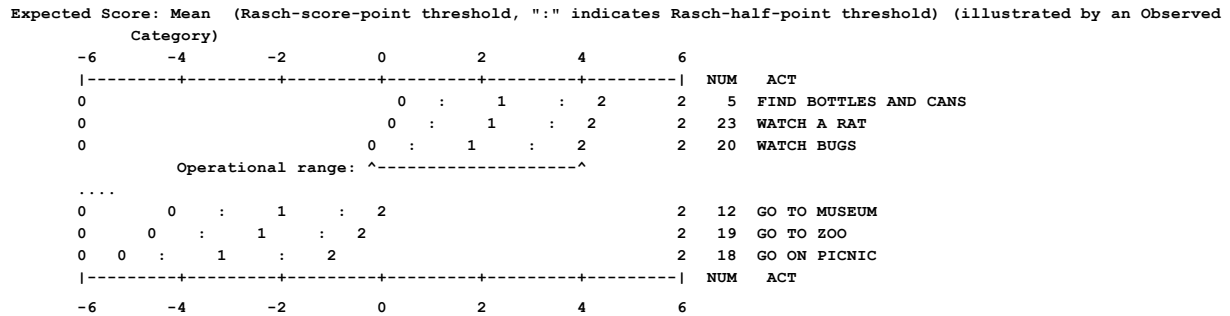 Expected Score: Mean  (Rasch-score-point threshold, ":" indicates Rasch-half-point threshold) (illustrated by an Observed
Category)
-6 -4 -2 0 2 4 6
|---------+---------+---------+---------+---------+---------| NUM ACT
0 0 : 1 : 2 2 5 FIND BOTTLES AND CANS
0 0 : 1 : 2 2 23 WATCH A RAT
0 0 : 1 : 2 2 20 WATCH BUGS
Operational range: ^--------------------^
....
0 0 : 1 : 2 2 12 GO TO MUSEUM
0 0 : 1 : 2 2 19 GO TO ZOO
0 0 : 1 : 2 2 18 GO ON PICNIC
|---------+---------+---------+---------+---------+---------| NUM ACT
-6 -4 -2 0 2 4 6